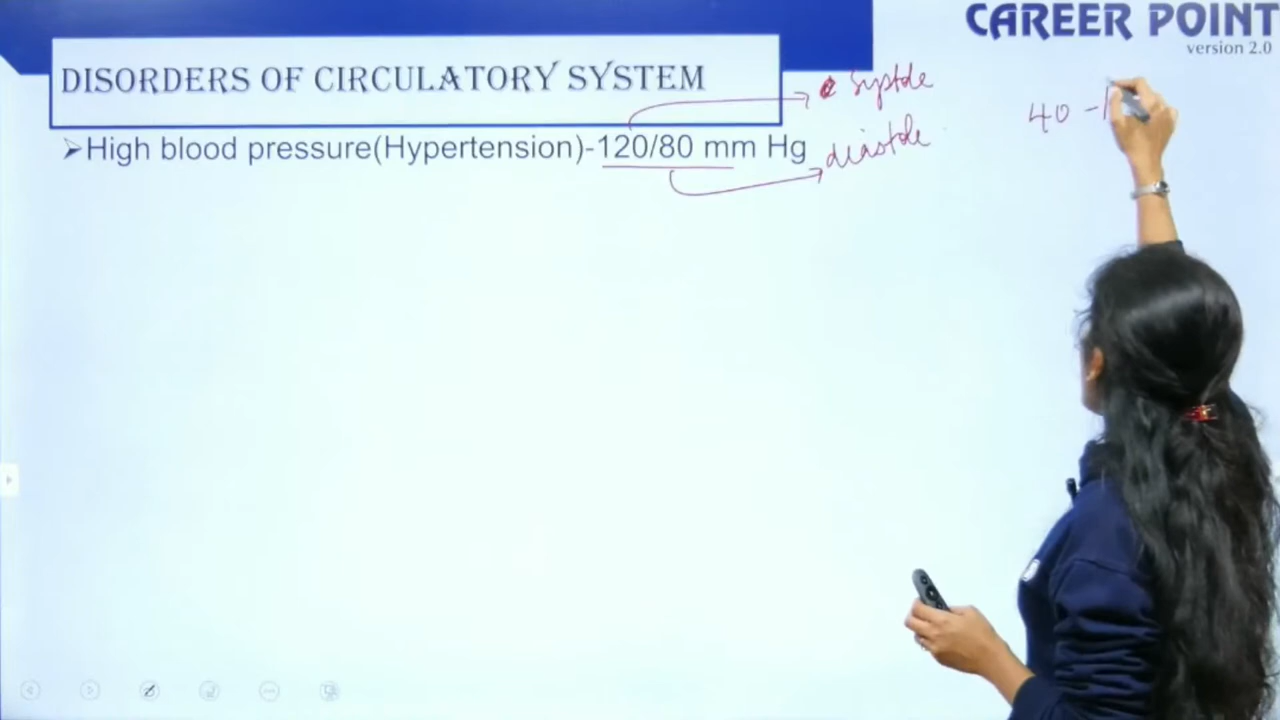 CAREER POINT
version 2.0
DISORDERS OF CIRCULATORY SYSTEM
systole
➢High blood pressure(Hypertension)-120/80 mm Hg
diastole
40 -